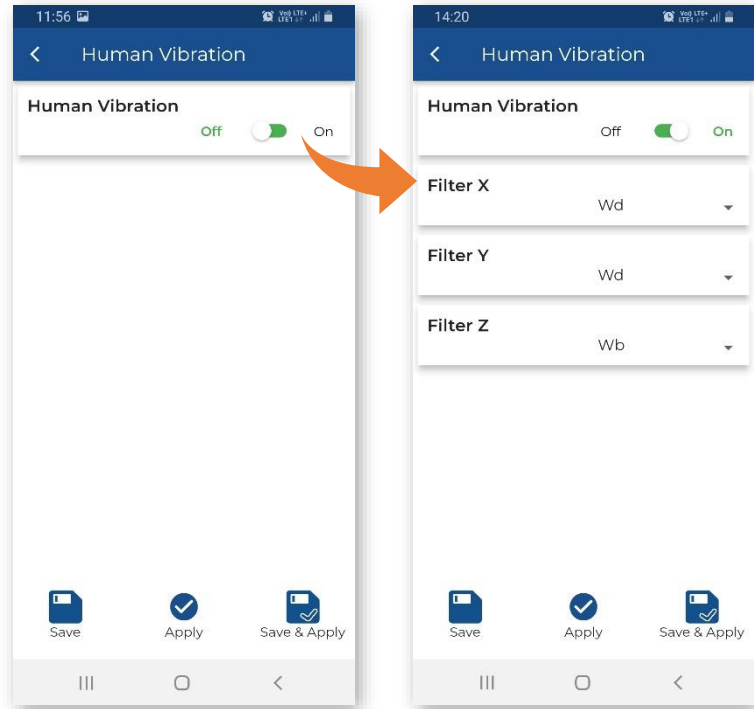 11:56
Human Vibration
Human Vibration
Off On
Save Apply Save & Apply
14:20
Human Vibration
Human Vibration
Off On
Filter X
Wd
Filter Y
Wd
Filter Z
Wb
Save Apply Save & Apply